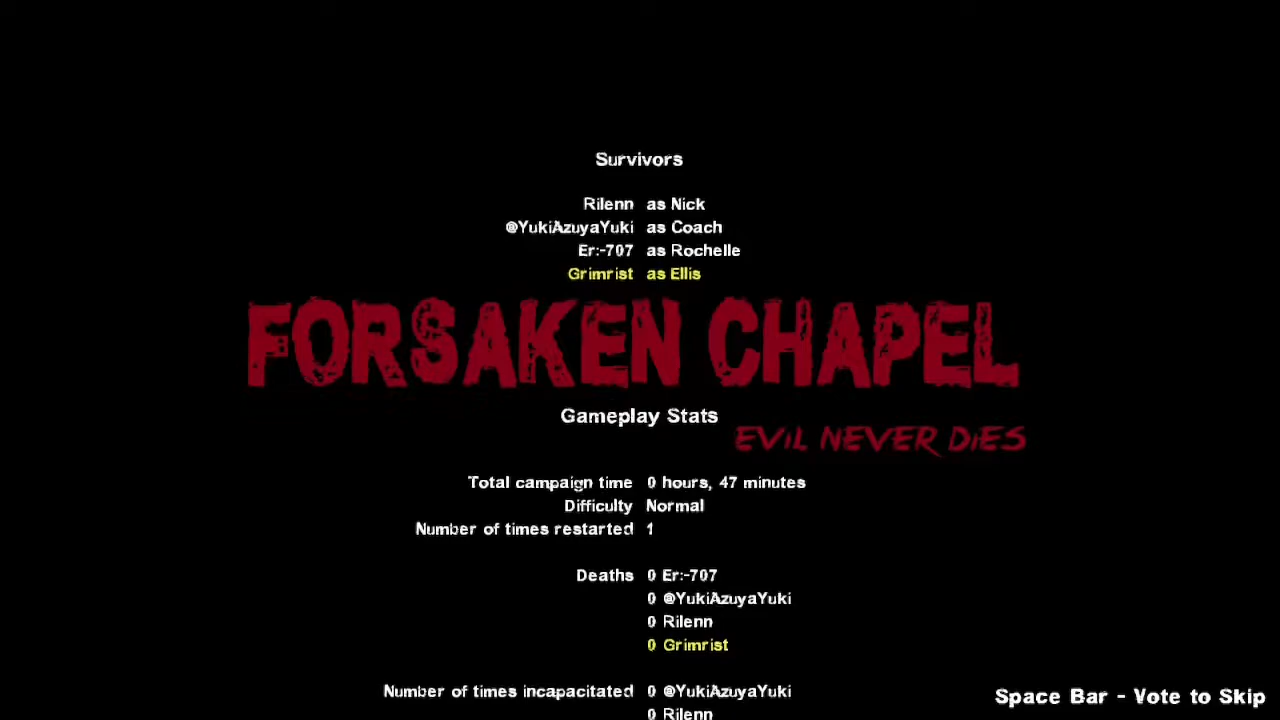 Survivors
Rilenn as Nick
@YukiAzuyaYuki as Coach
Er:-707 as Rochelle
Grimrist as Ellis
FORSAKEN CHAPEL
Gameplay Stats
EVIL NEVER DiES
Total campaign time 0 hours, 47 minutes
Difficulty Normal
Number of times restarted 1
Deaths 0 Er:-707
0 @YukiAzuyaYuki
0 Rilenn
0 Grimrist
Number of times incapacitated 0 @YukiAzuyaYuki
0 Rilenn
Space Bar - Vote to Skip